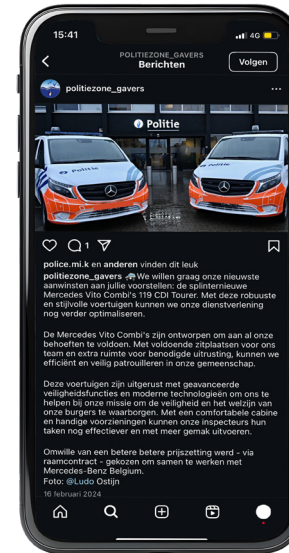 15:41
4G
POLITIEZONE_GAVERS
Berichten
Volgen
politiezone_gavers
Politie
POLITIE
POLITIE
1
police.mi.k en anderen vinden dit leuk
politiezone_gavers 🚓We willen graag onze nieuwste
aanwinsten aan jullie voorstellen: de splinternieuwe
Mercedes Vito Combi's 119 CDI Tourer. Met deze robuuste
en stijlvolle voertuigen kunnen we onze dienstverlening
nog verder optimaliseren.
De Mercedes Vito Combi's zijn ontworpen om aan al onze
behoeften te voldoen. Met voldoende zitplaatsen voor ons
team en extra ruimte voor benodigde uitrusting, kunnen we
efficiënt en veilig patrouilleren in onze gemeenschap.
Deze voertuigen zijn uitgerust met geavanceerde
veiligheidsfuncties en moderne technologieën om ons te
helpen bij onze missie om de veiligheid en het welzijn van
onze burgers te waarborgen. Met een comfortabele cabine
en handige voorzieningen kunnen onze inspecteurs hun
taken nog effectiever en met meer gemak uitvoeren.
Omwille van een betere betere prijszetting werd - via
raamcontract - gekozen om samen te werken met
Mercedes-Benz Belgium.
Foto: @Ludo Ostijn
16 februari 2024